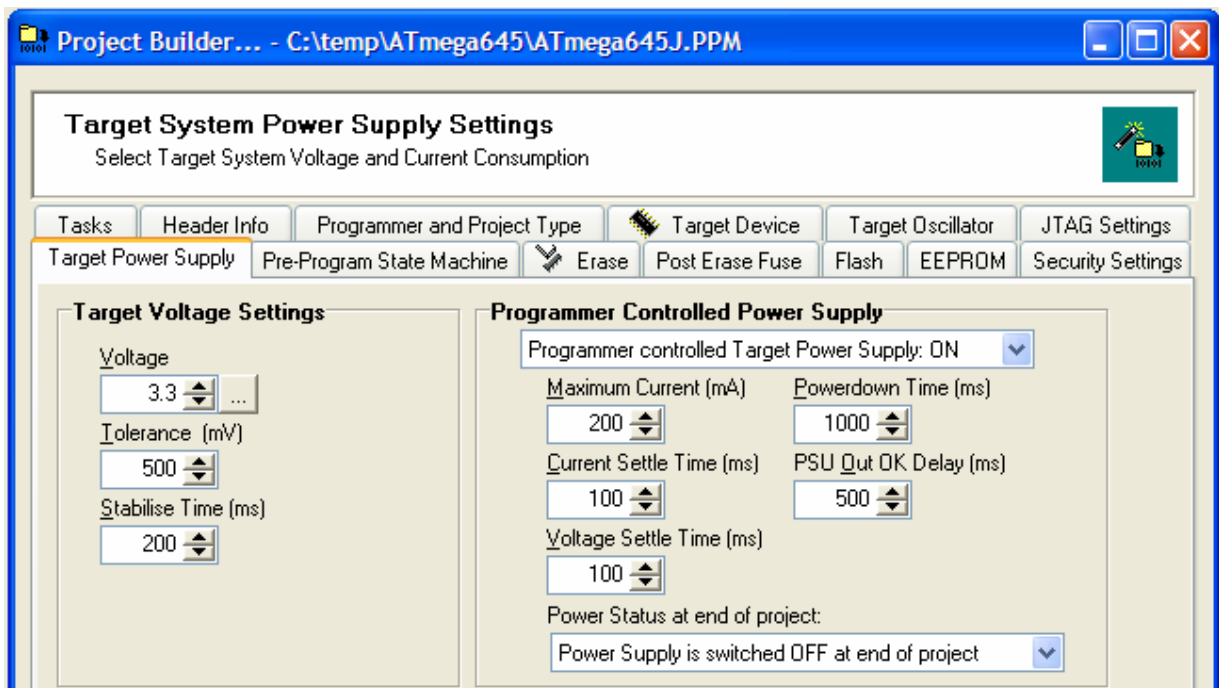 Project Builder... - C:\temp\ATmega645\ATmega645J.PPM
Target System Power Supply Settings
Select Target System Voltage and Current Consumption
Tasks Header Info Programmer and Project Type Target Device Target Oscillator JTAG Settings
Target Power Supply Pre-Program State Machine Erase Post Erase Fuse Flash EEPROM Security Settings
Target Voltage Settings
Voltage
3.3 ...
Tolerance (mV)
500
Stabilise Time (ms)
200
Programmer Controlled Power Supply
Programmer controlled Target Power Supply: ON
Maximum Current (mA) Powerdown Time (ms)
200 1000
Current Settle Time (ms) PSU Out OK Delay (ms)
100 500
Voltage Settle Time (ms)
100
Power Status at end of project:
Power Supply is switched OFF at end of project